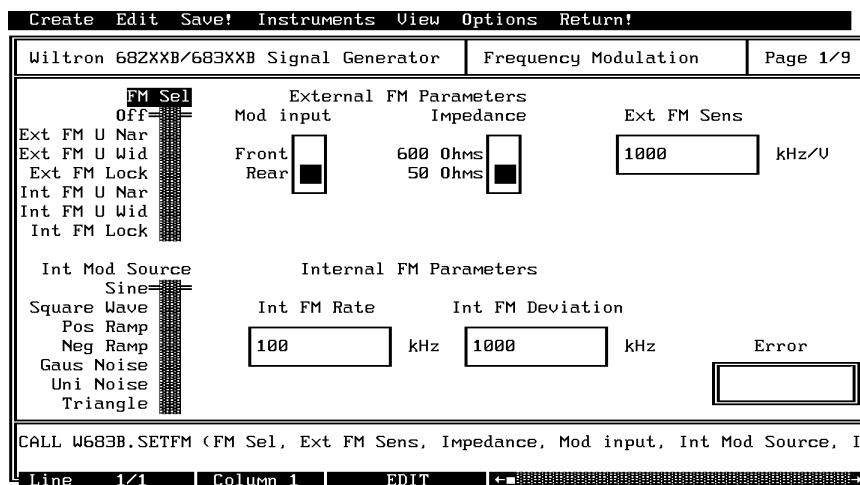 Create Edit Save! Instruments View Options Return!
Wiltron 682XXB/683XXB Signal Generator Frequency Modulation Page 1/9
FM Sel External FM Parameters
Off Mod input Impedance Ext FM Sens
Ext FM U Nar
Ext FM U Wid Front 600 Ohms 1000 kHz/V
Ext FM Lock Rear 50 Ohms
Int FM U Nar
Int FM U Wid
Int FM Lock
Int Mod Source Internal FM Parameters
Sine
Square Wave Int FM Rate Int FM Deviation
Pos Ramp
Neg Ramp 100 kHz 1000 kHz Error
Gaus Noise
Uni Noise
Triangle
CALL W683B.SETFM (FM Sel, Ext FM Sens, Impedance, Mod input, Int Mod Source, I
Line 1/1 Column 1 EDIT